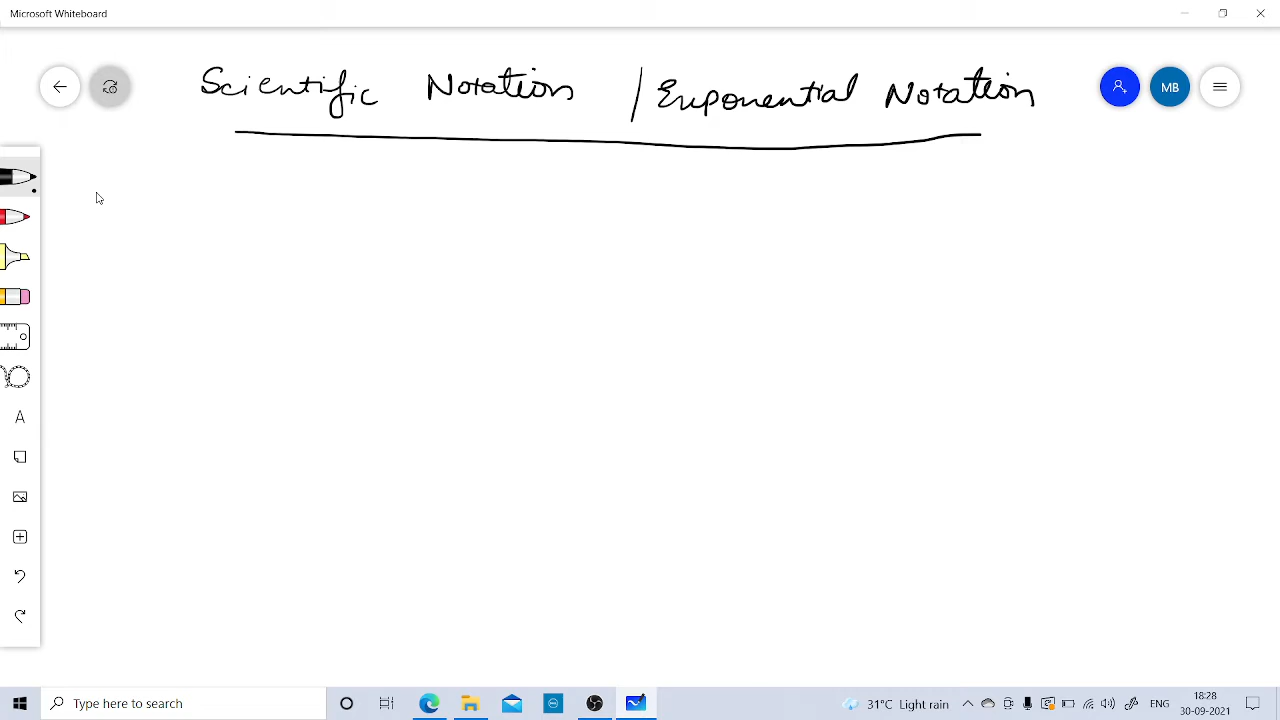 Microsoft Whiteboard
Scientific Notation / Exponential Notation
MB
A
Type here to search
31°C Light rain
ENG
18:28
30-09-2021